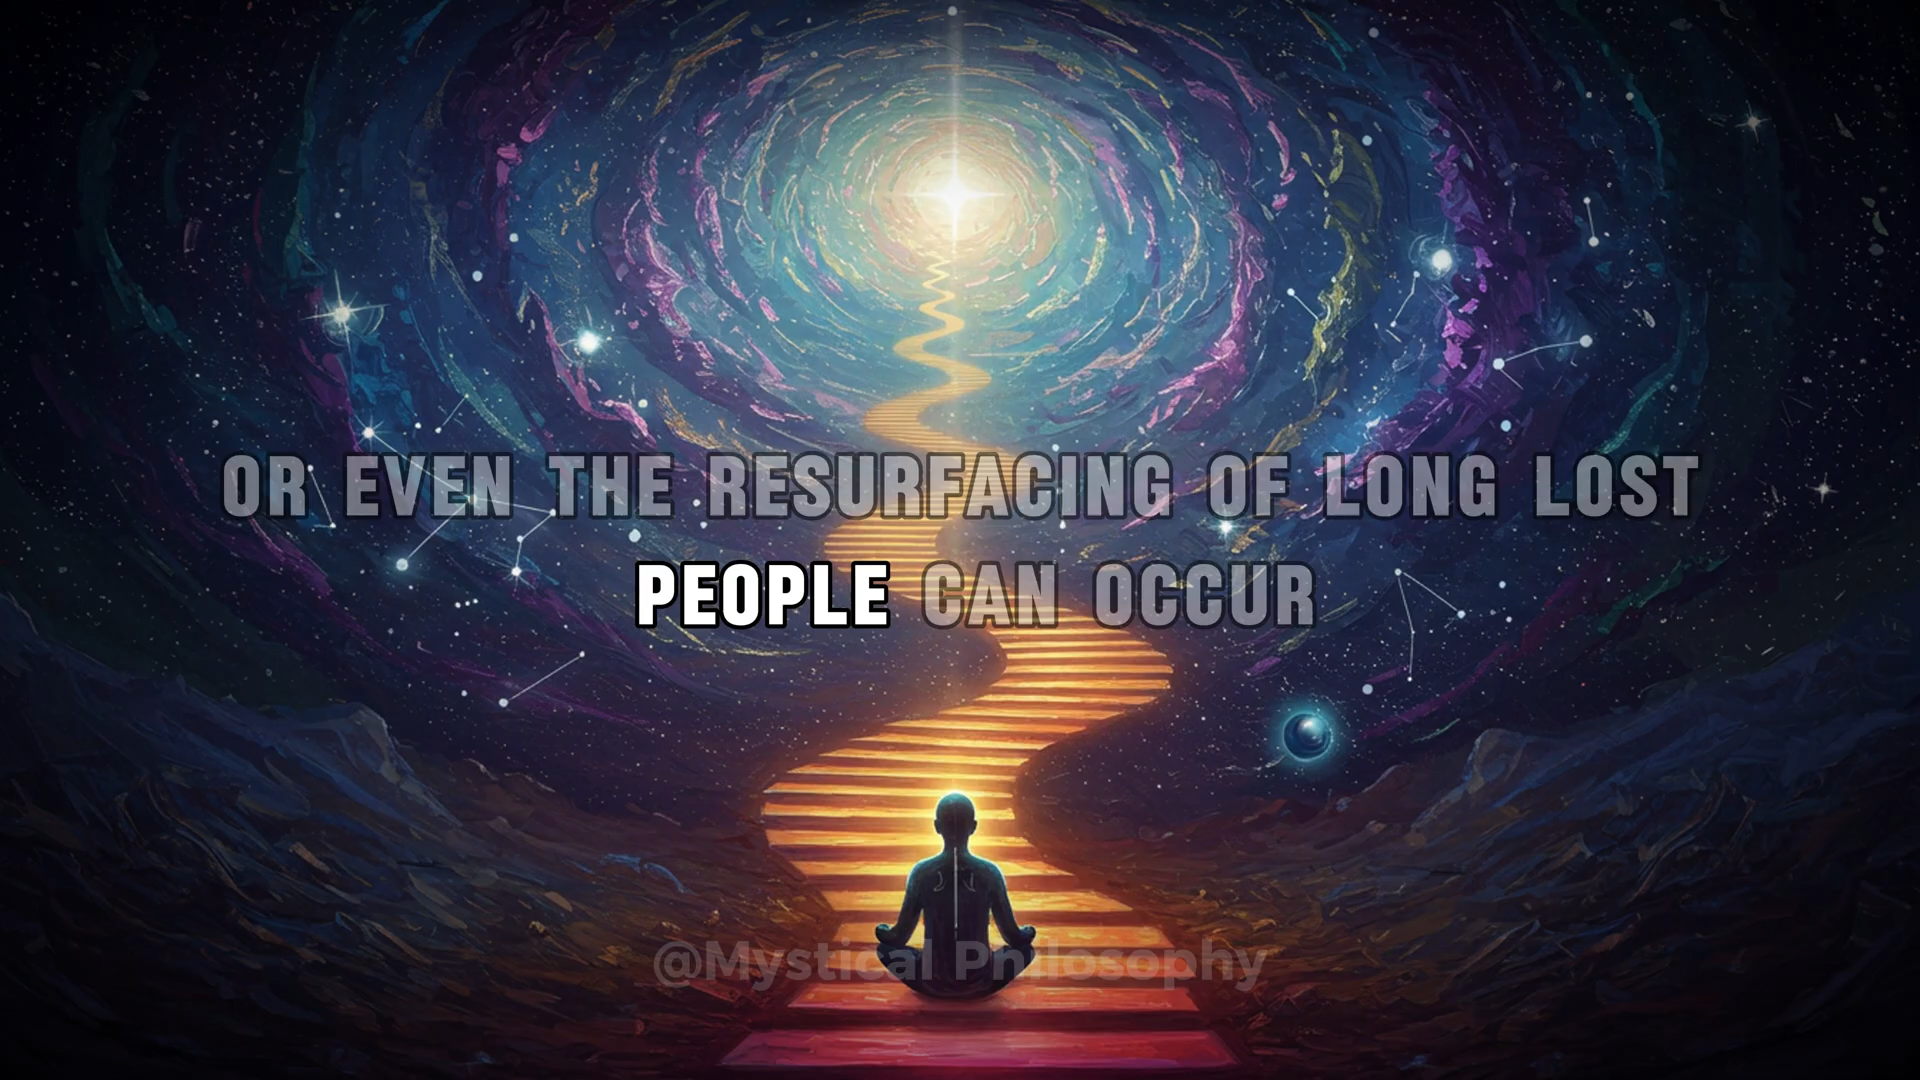 OR EVEN THE RESURFACING OF LONG LOST
PEOPLE CAN OCCUR
@Mystical Philosophy